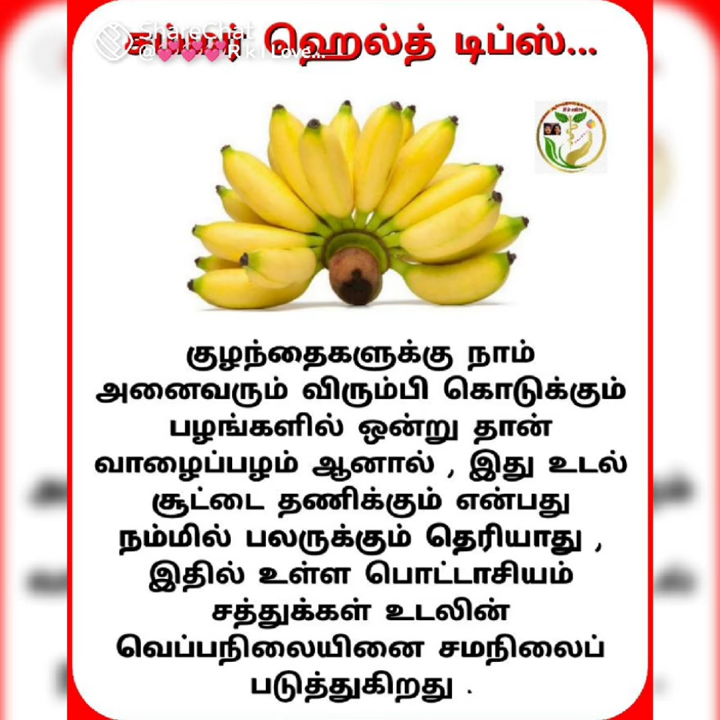 ShareChat
ஹெல்த் டிப்ஸ்...
குழந்தைகளுக்கு நாம்
அனைவரும் விரும்பி கொடுக்கும்
பழங்களில் ஒன்று தான்
வாழைப்பழம் ஆனால் , இது உடல்
சூட்டை தணிக்கும் என்பது
நம்மில் பலருக்கும் தெரியாது ,
இதில் உள்ள பொட்டாசியம்
சத்துக்கள் உடலின்
வெப்பநிலையினை சமநிலைப்
படுத்துகிறது .